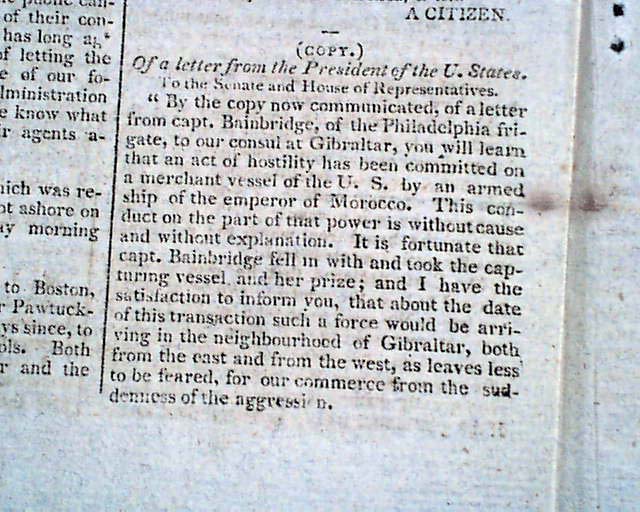 of their con-
has long a
of letting the
e of our fo-
dministration
e know what
ir agents a-
hich was re-
ot ashore on
ay morning
to Boston,
r Pawtuck-
ys since, to
ols. Both
r and the
A CITIZEN.
(COPY.)
Of a letter from the President of the U. States.
To the Senate and House of Representatives.
" By the copy now communicated, of a letter
from capt. Bainbridge, of the Philadelphia fri-
gate, to our consul at Gibraltar, you will learn
that an act of hostility has been committed on
a merchant vessel of the U. S. by an armed
ship of the emperor of Morocco. This con-
duct on the part of that power is without cause
and without explanation. It is fortunate that
capt. Bainbridge fell in with and took the cap-
turing vessel and her prize; and I have the
satisfaction to inform you, that about the date
of this transaction such a force would be arri-
ving in the neighbourhood of Gibraltar, both
from the east and from the west, as leaves less
to be feared, for our commerce from the sud-
denness of the aggression.